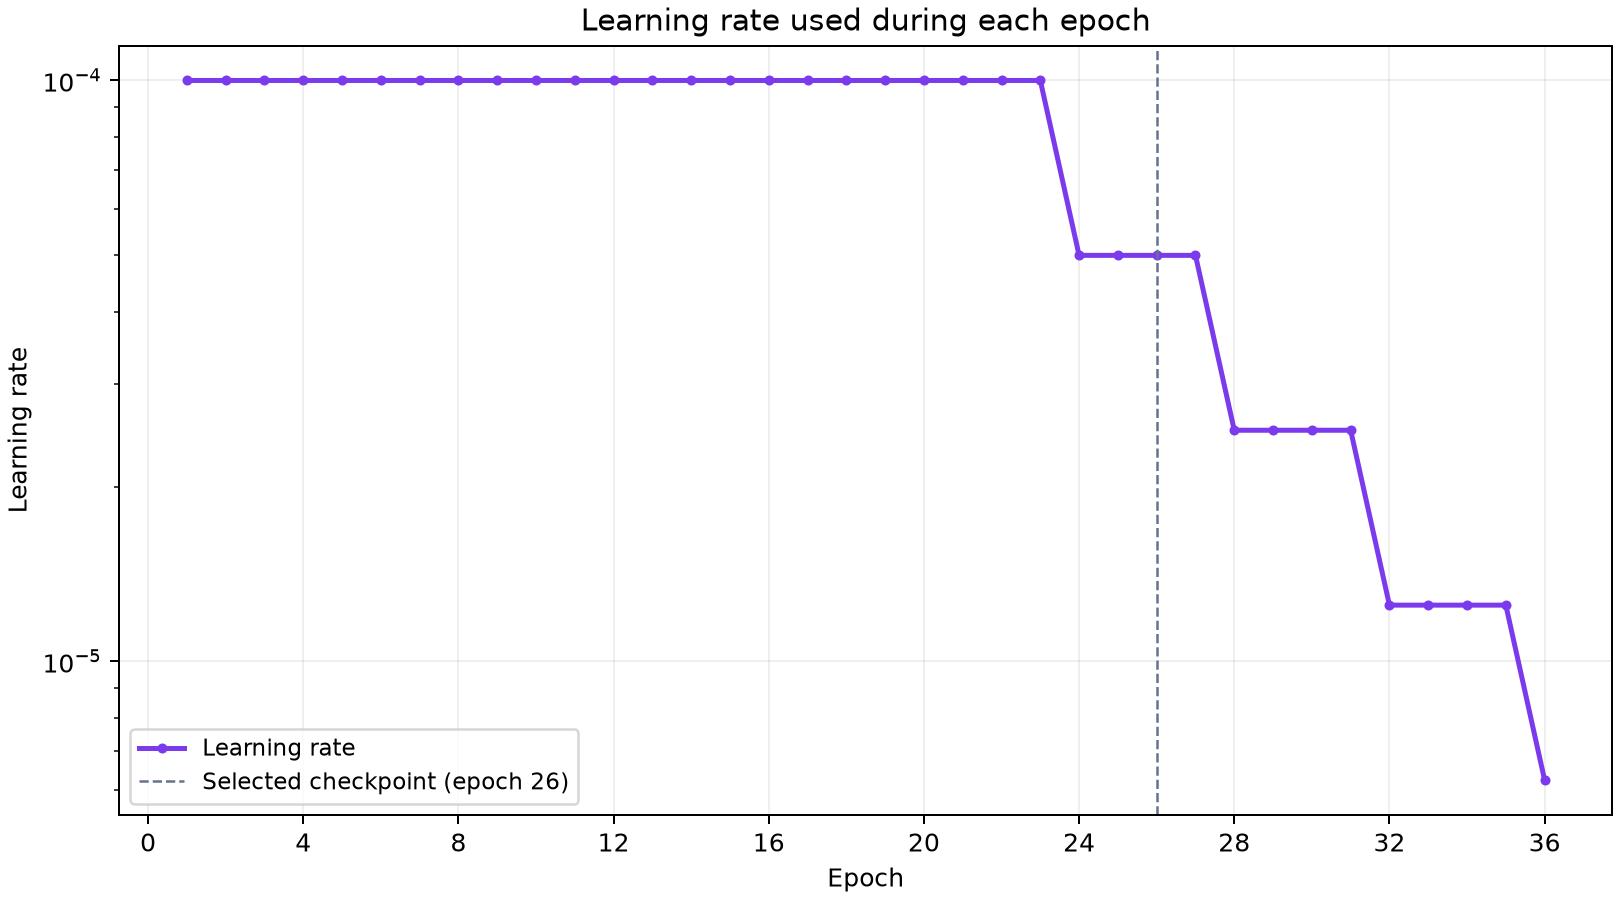 Learning rate used during each epoch
Learning rate
10⁻⁴
10⁻⁵
Learning rate
Selected checkpoint (epoch 26)
0 4 8 12 16 20 24 28 32 36
Epoch